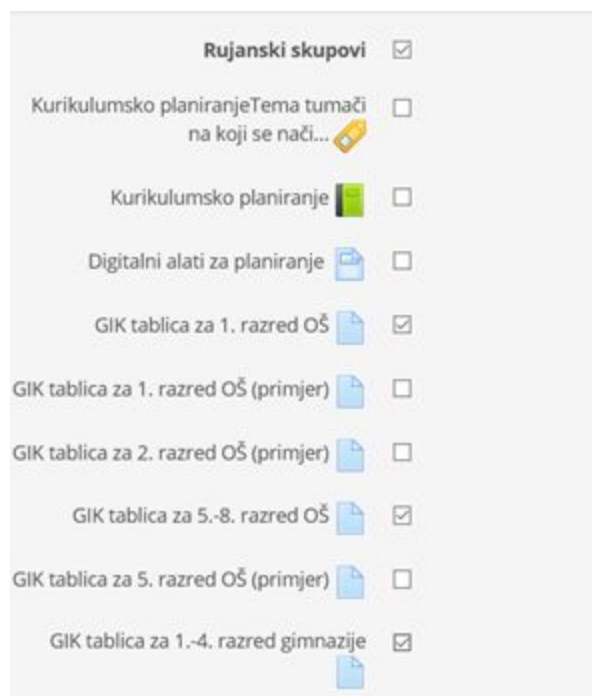 Rujanski skupovi
Kurikulumsko planiranjeTema tumači
na koji se nači...
Kurikulumsko planiranje
Digitalni alati za planiranje
GIK tablica za 1. razred OŠ
GIK tablica za 1. razred OŠ (primjer)
GIK tablica za 2. razred OŠ (primjer)
GIK tablica za 5.-8. razred OŠ
GIK tablica za 5. razred OŠ (primjer)
GIK tablica za 1.-4. razred gimnazije